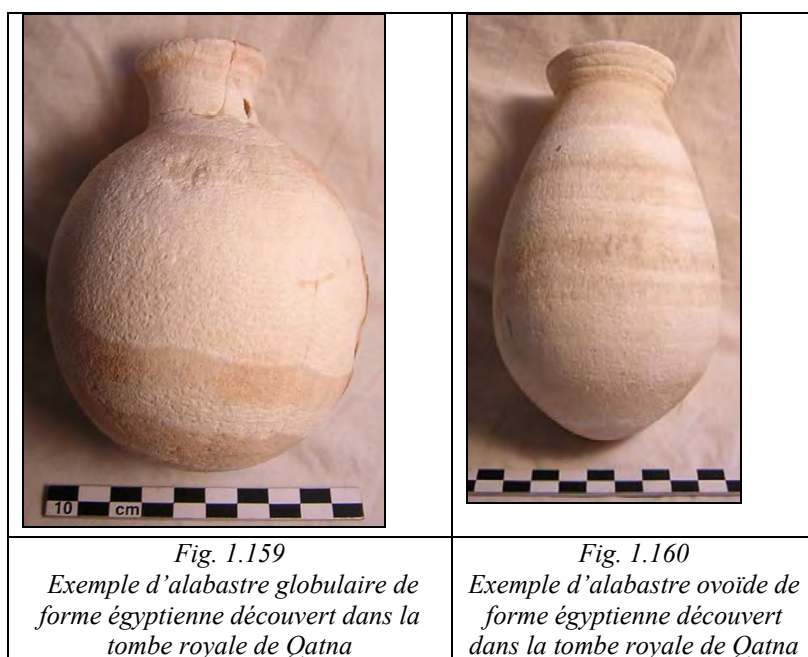 10 cm
Fig. 1.159
Exemple d'alabastre globulaire de
forme égyptienne découvert dans la
tombe royale de Qatna
Fig. 1.160
Exemple d'alabastre ovoïde de
forme égyptienne découvert
dans la tombe royale de Qatna